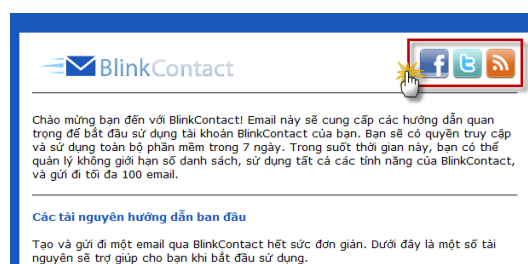 BlinkContact
Chào mừng bạn đến với BlinkContact! Email này sẽ cung cấp các hướng dẫn quan
trọng để bắt đầu sử dụng tài khoản BlinkContact của bạn. Bạn sẽ có quyền truy cập
và sử dụng toàn bộ phần mềm trong 7 ngày. Trong suốt thời gian này, bạn có thể
quản lý không giới hạn số danh sách, sử dụng tất cả các tính năng của BlinkContact,
và gửi đi tối đa 100 email.
Các tài nguyên hướng dẫn ban đầu
Tạo và gửi đi một email qua BlinkContact hết sức đơn giản. Dưới đây là một số tài
nguyên sẽ trợ giúp cho bạn khi bắt đầu sử dụng.